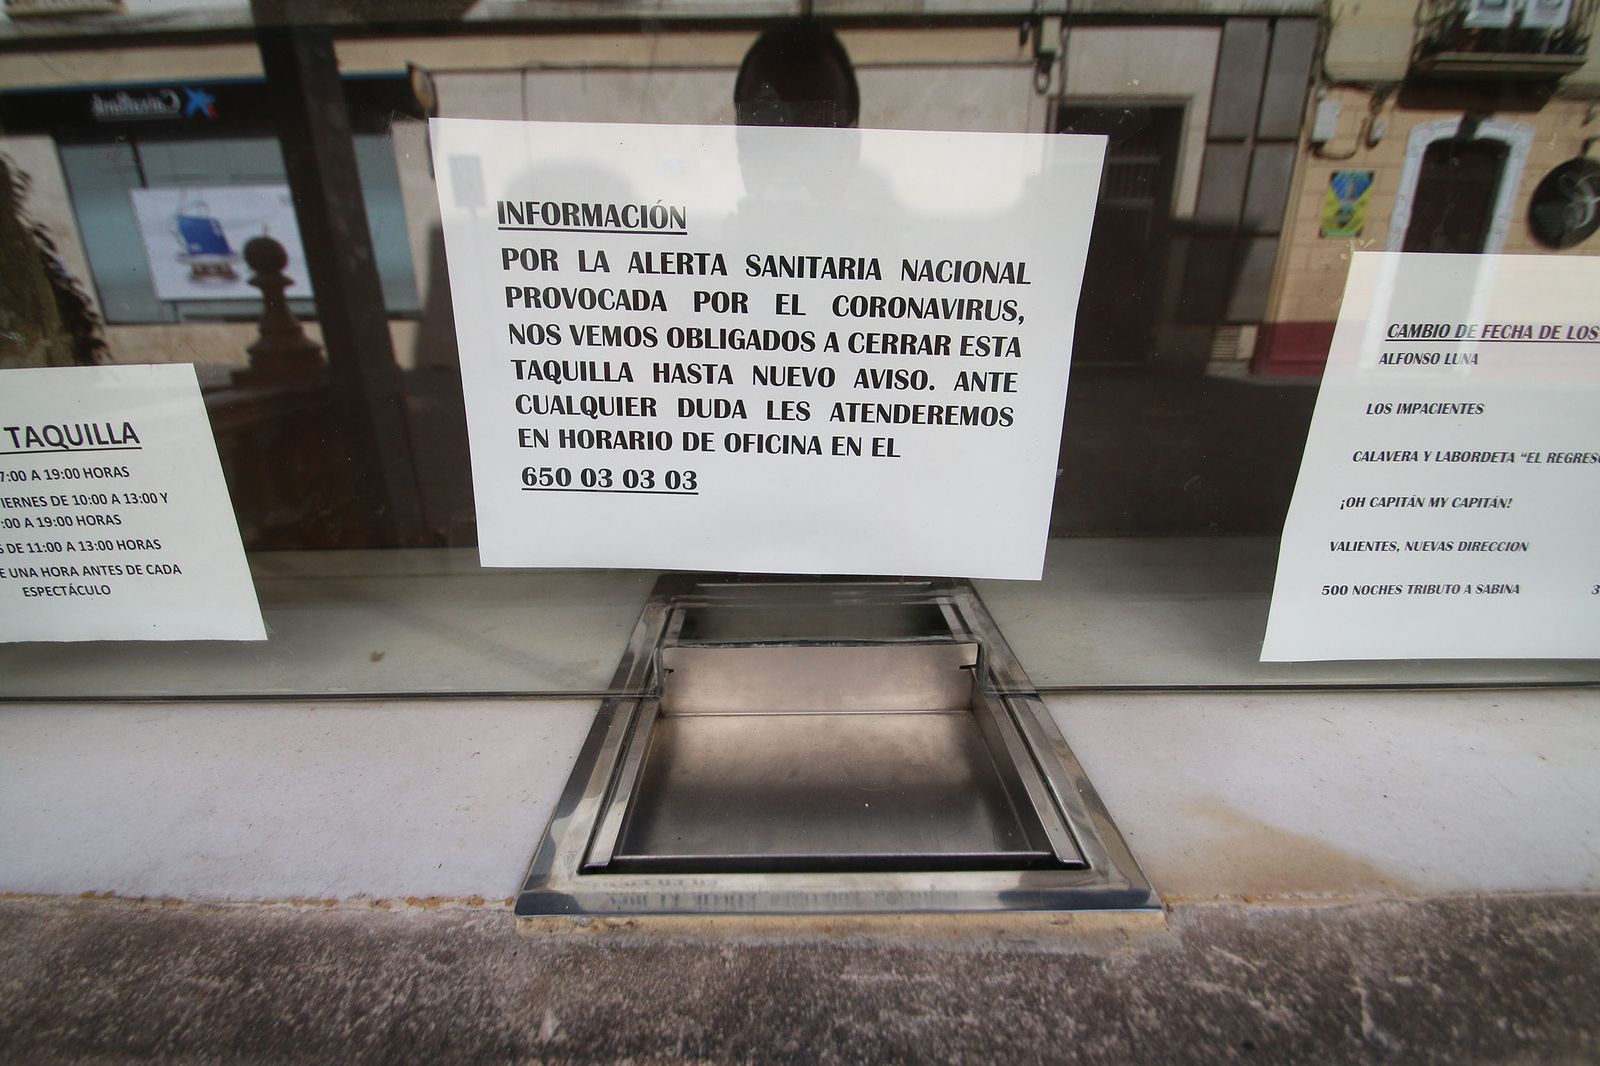 TAQUILLA
7:00 A 19:00 HORAS
IERNES DE 10:00 A 13:00 Y
:00 A 19:00 HORAS
S DE 11:00 A 13:00 HORAS
E UNA HORA ANTES DE CADA
ESPECTÁCULO
INFORMACIÓN
POR LA ALERTA SANITARIA NACIONAL
PROVOCADA POR EL CORONAVIRUS,
NOS VEMOS OBLIGADOS A CERRAR ESTA
TAQUILLA HASTA NUEVO AVISO. ANTE
CUALQUIER DUDA LES ATENDEREMOS
EN HORARIO DE OFICINA EN EL
650 03 03 03
CAMBIO DE FECHA DE LOS
ALFONSO LUNA
LOS IMPACIENTES
CALAVERA Y LABORDETA "EL REGRESO
¡OH CAPITÁN MY CAPITÁN!
VALIENTES, NUEVAS DIRECCION
500 NOCHES TRIBUTO A SABINA 3
CaixaBank